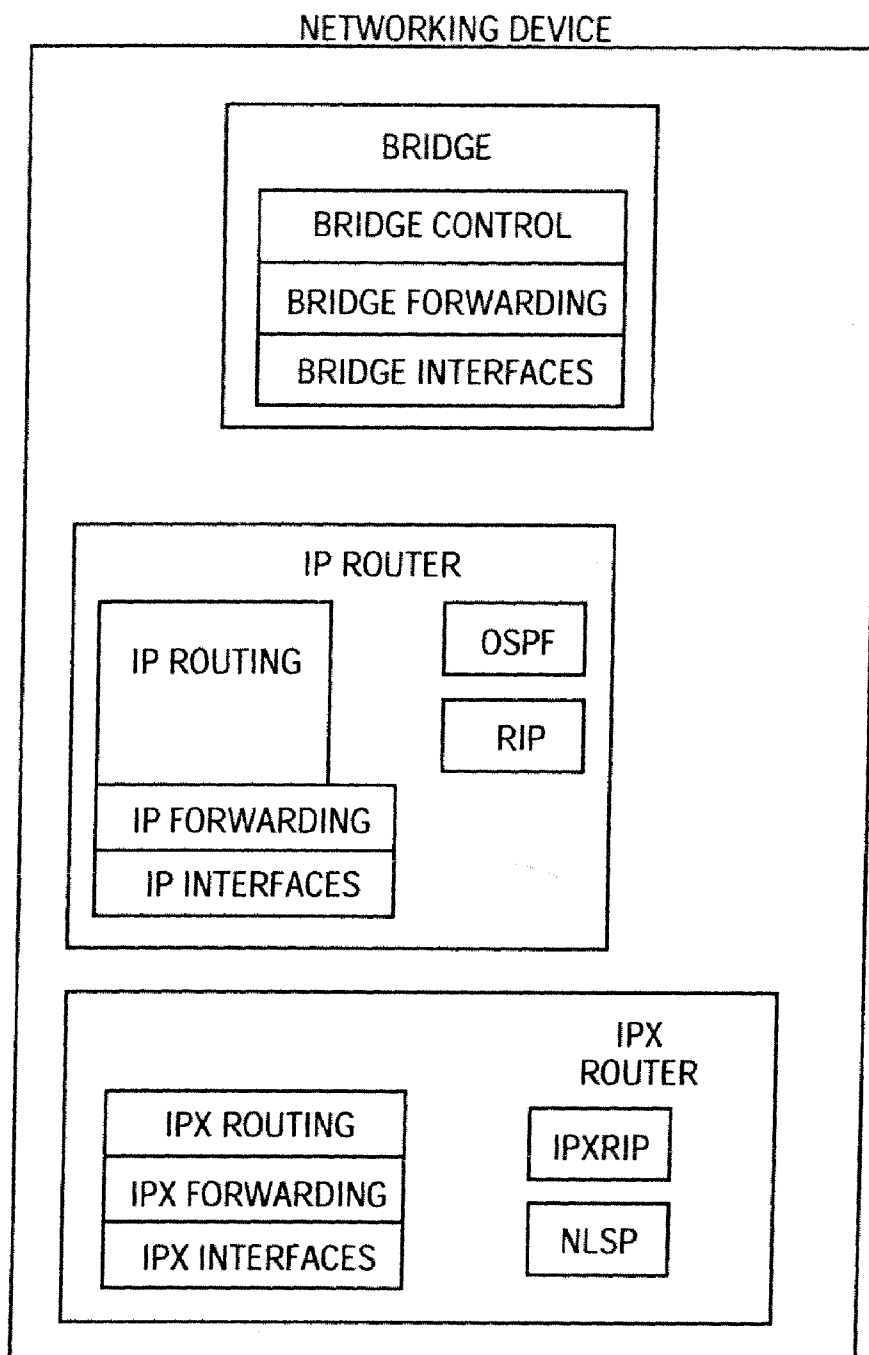 NETWORKING DEVICE
BRIDGE
BRIDGE CONTROL
BRIDGE FORWARDING
BRIDGE INTERFACES
IP ROUTER
IP ROUTING
OSPF
RIP
IP FORWARDING
IP INTERFACES
IPX
ROUTER
IPX ROUTING
IPX FORWARDING
IPX INTERFACES
IPXRIP
NLSP